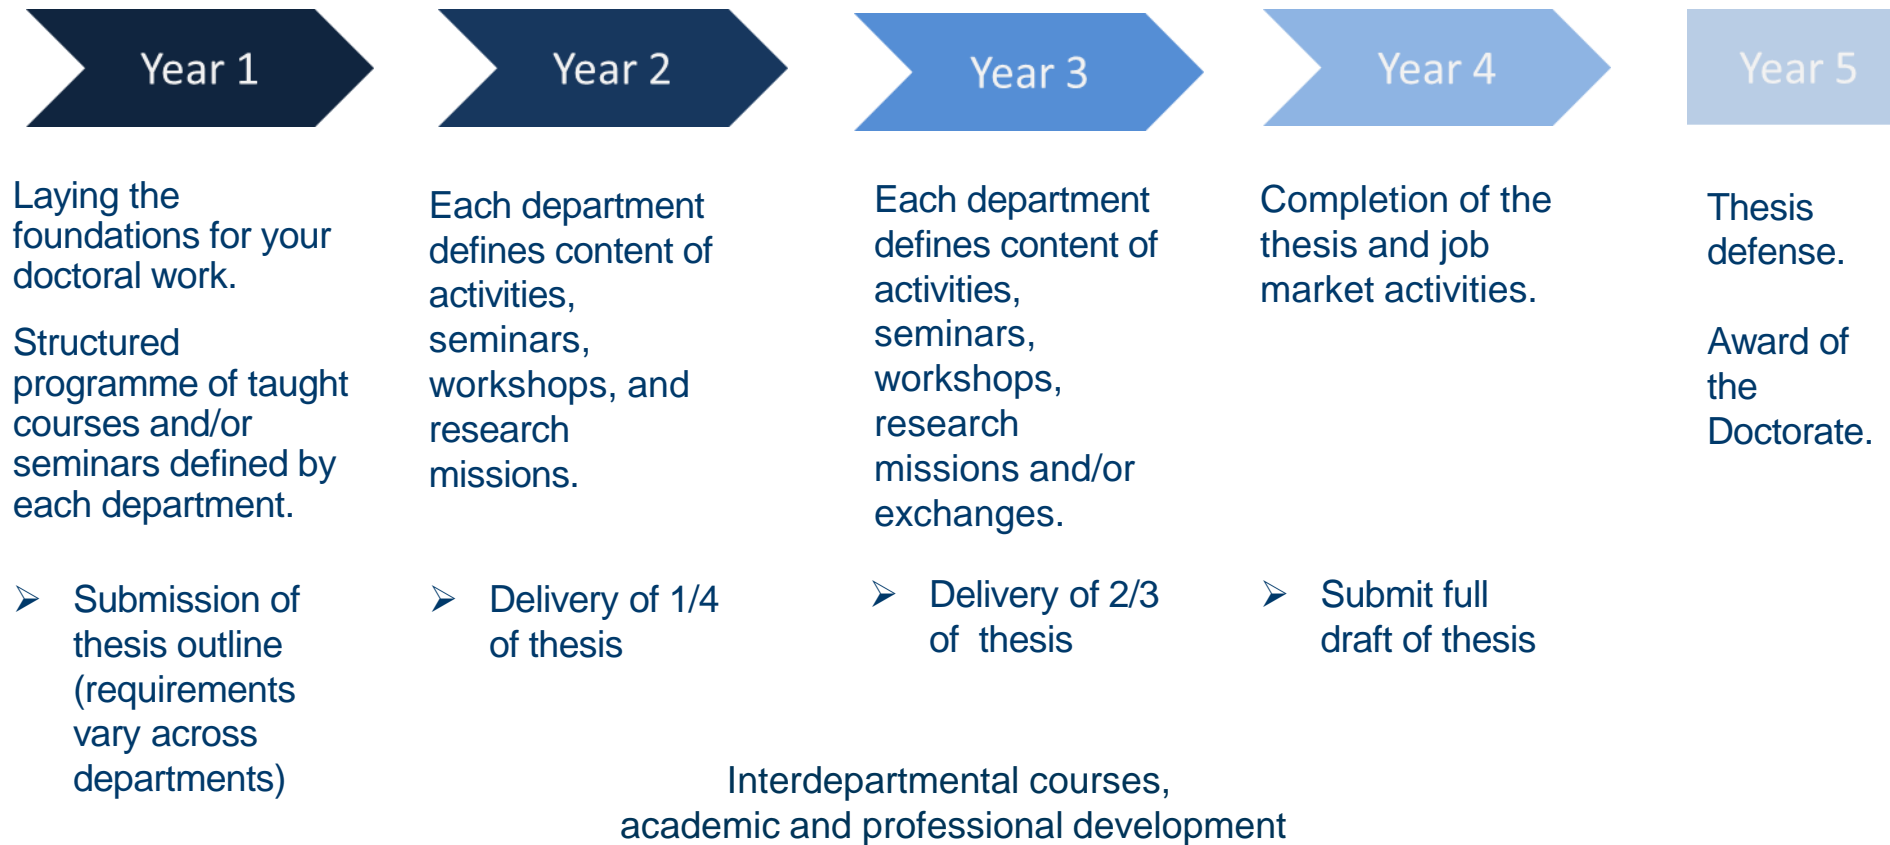 Year 1
Year 2
Year 3
Year 4
Year 5
Laying the
foundations for your
doctoral work.
Structured
programme of taught
courses and/or
seminars defined by
each department.
➢ Submission of
thesis outline
(requirements
vary across
departments)
Each department
defines content of
activities,
seminars,
workshops, and
research
missions.
➢ Delivery of 1/4
of thesis
Each department
defines content of
activities,
seminars,
workshops,
research
missions and/or
exchanges.
➢ Delivery of 2/3
of thesis
Completion of the
thesis and job
market activities.
➢ Submit full
draft of thesis
Thesis
defense.
Award of
the
Doctorate.
Interdepartmental courses,
academic and professional development